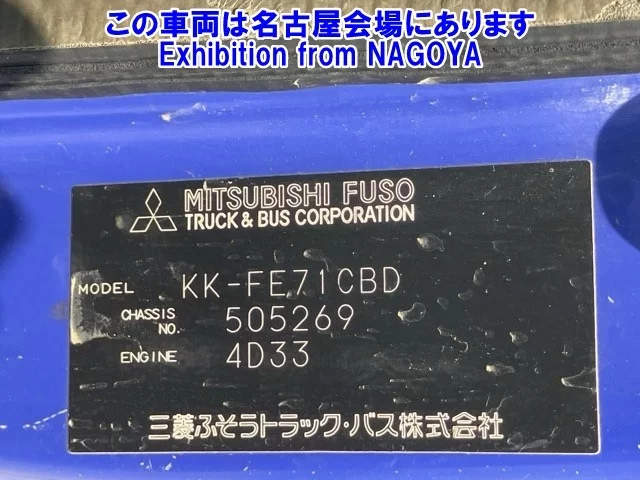 この車両は名古屋会場にあります
Exhibition from NAGOYA
MITSUBISHI FUSO
TRUCK & BUS CORPORATION
MODEL KK-FE71CBD
CHASSIS NO. 505269
ENGINE 4D33
三菱ふそうトラック・バス株式会社